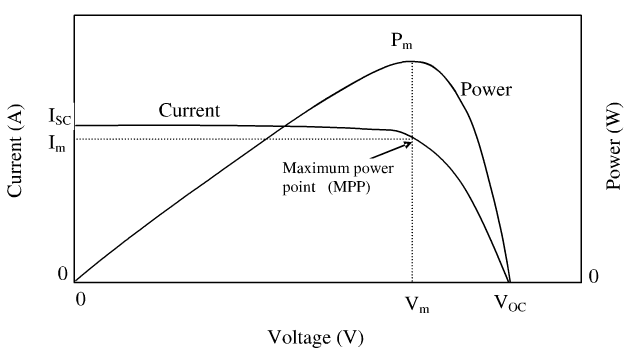 P_m
Power
Current
I_SC
I_m
Maximum power
point (MPP)
Current (A)
Power (W)
0
0
0
V_m
V_OC
Voltage (V)